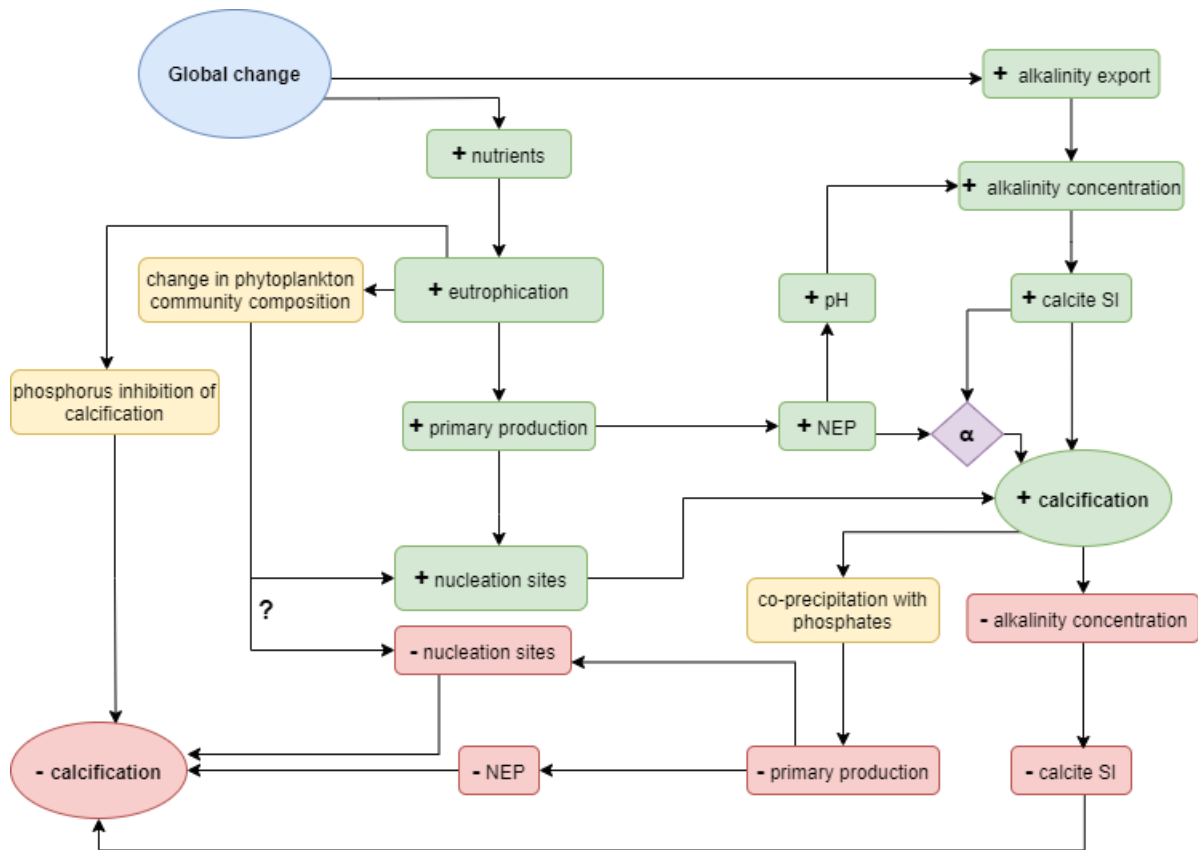 Global change
+ alkalinity export
+ nutrients
+ alkalinity concentration
change in phytoplankton
community composition
+ eutrophication
+ pH
+ calcite SI
phosphorus inhibition of
calcification
+ primary production
+ NEP
α
+ calcification
+ nucleation sites
?
co-precipitation with
phosphates
- alkalinity concentration
- nucleation sites
- calcification
- NEP
- primary production
- calcite SI